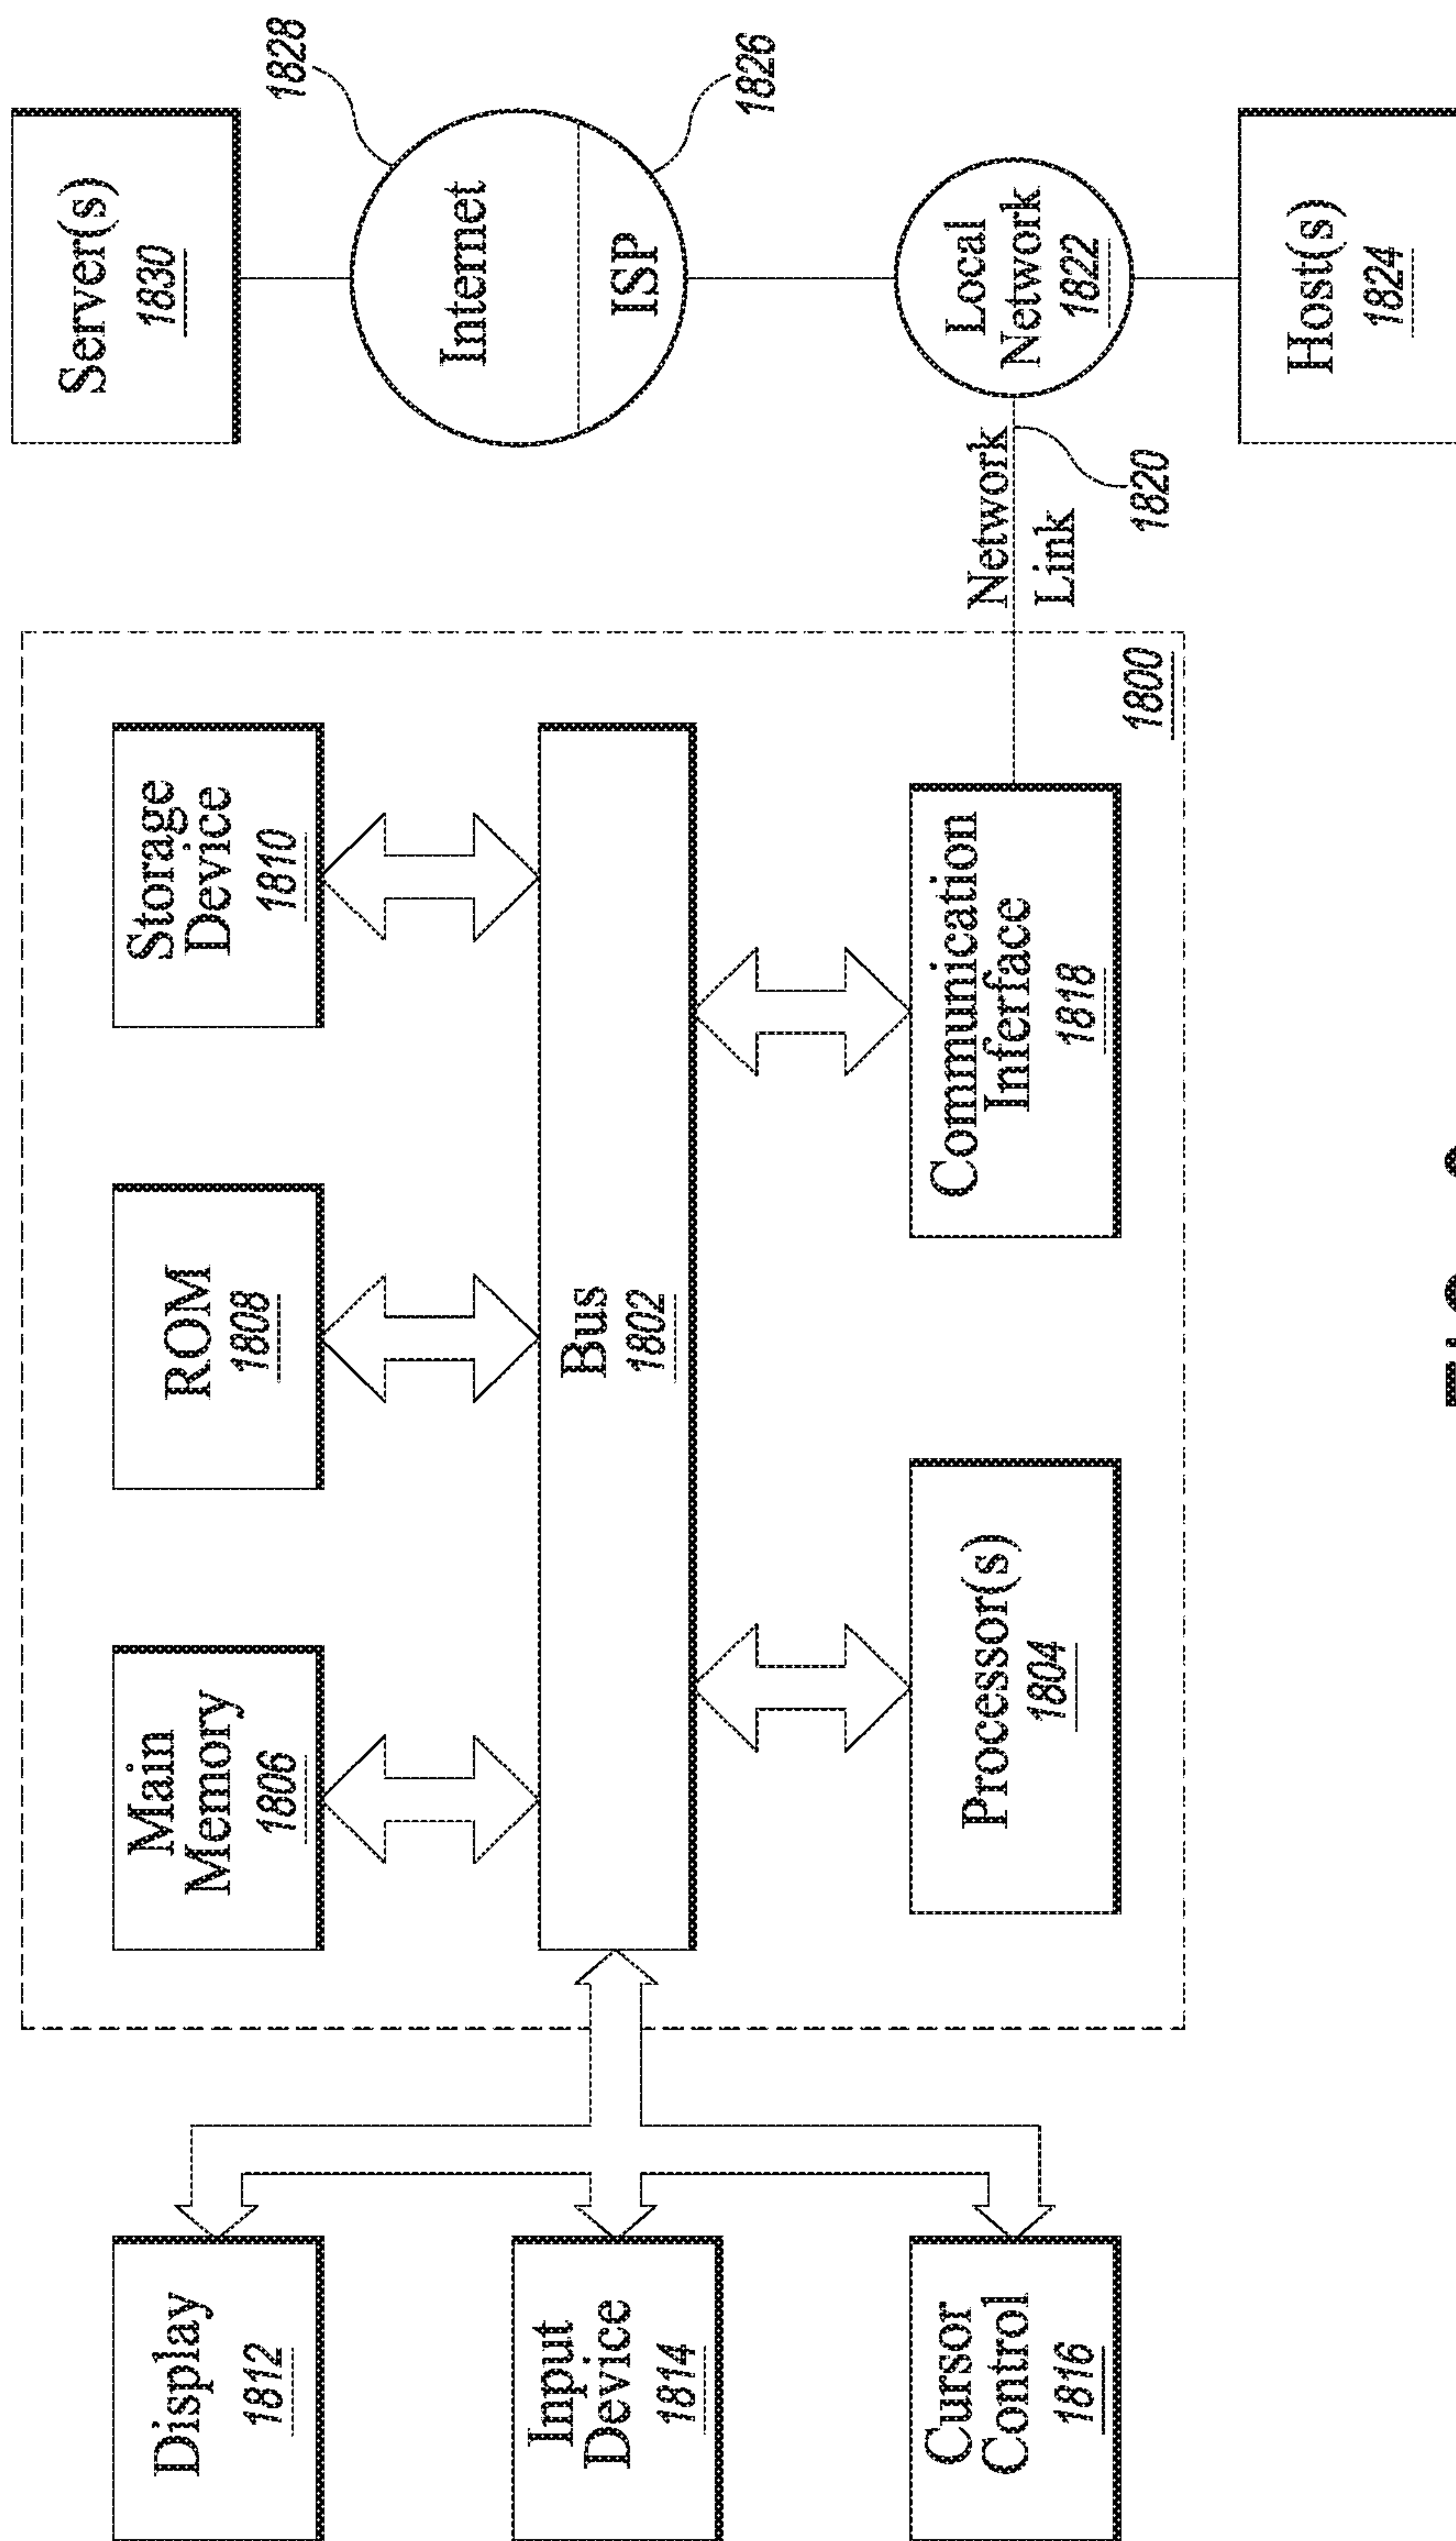 Display
1812
Input
Device
1814
Cursor
Control
1816
Main
Memory
1806
ROM
1808
Storage
Device
1810
Bus
1802
Processor(s)
1804
Communication
Inferface
1818
1800
Network
Link
1820
Server(s)
1830
1828
Internet
ISP
1826
Local
Network
1822
Host(s)
1824